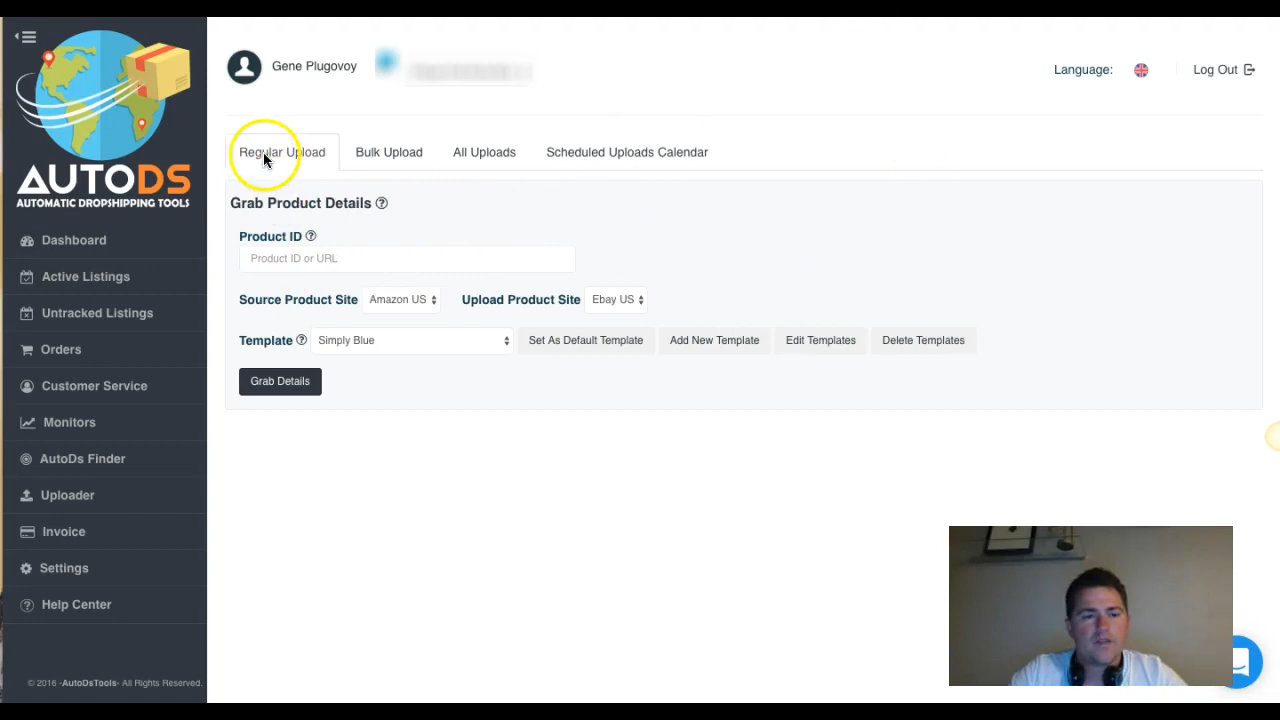 Gene Plugovoy
Language:
Log Out
AUTODS
AUTOMATIC DROPSHIPPING TOOLS
Regular Upload
Bulk Upload
All Uploads
Scheduled Uploads Calendar
Grab Product Details
Product ID
Product ID or URL
Source Product Site Amazon US Upload Product Site Ebay US
Template Simply Blue Set As Default Template Add New Template Edit Templates Delete Templates
Grab Details
Dashboard
Active Listings
Untracked Listings
Orders
Customer Service
Monitors
AutoDs Finder
Uploader
Invoice
Settings
Help Center
© 2016 -AutoDsTools- All Rights Reserved.